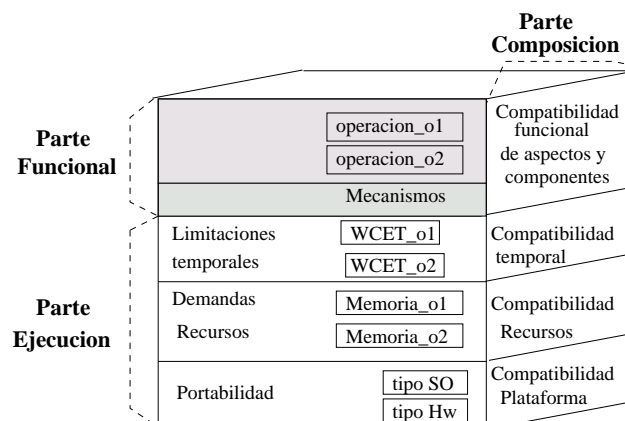 Parte
Composicion
Parte
Funcional
operacion_o1
operacion_o2
Mecanismos
Compatibilidad
funcional
de aspectos y
componentes
Parte
Ejecucion
Limitaciones
temporales
WCET_o1
WCET_o2
Compatibilidad
temporal
Demandas
Recursos
Memoria_o1
Memoria_o2
Compatibilidad
Recursos
Portabilidad
tipo SO
tipo Hw
Compatibilidad
Plataforma